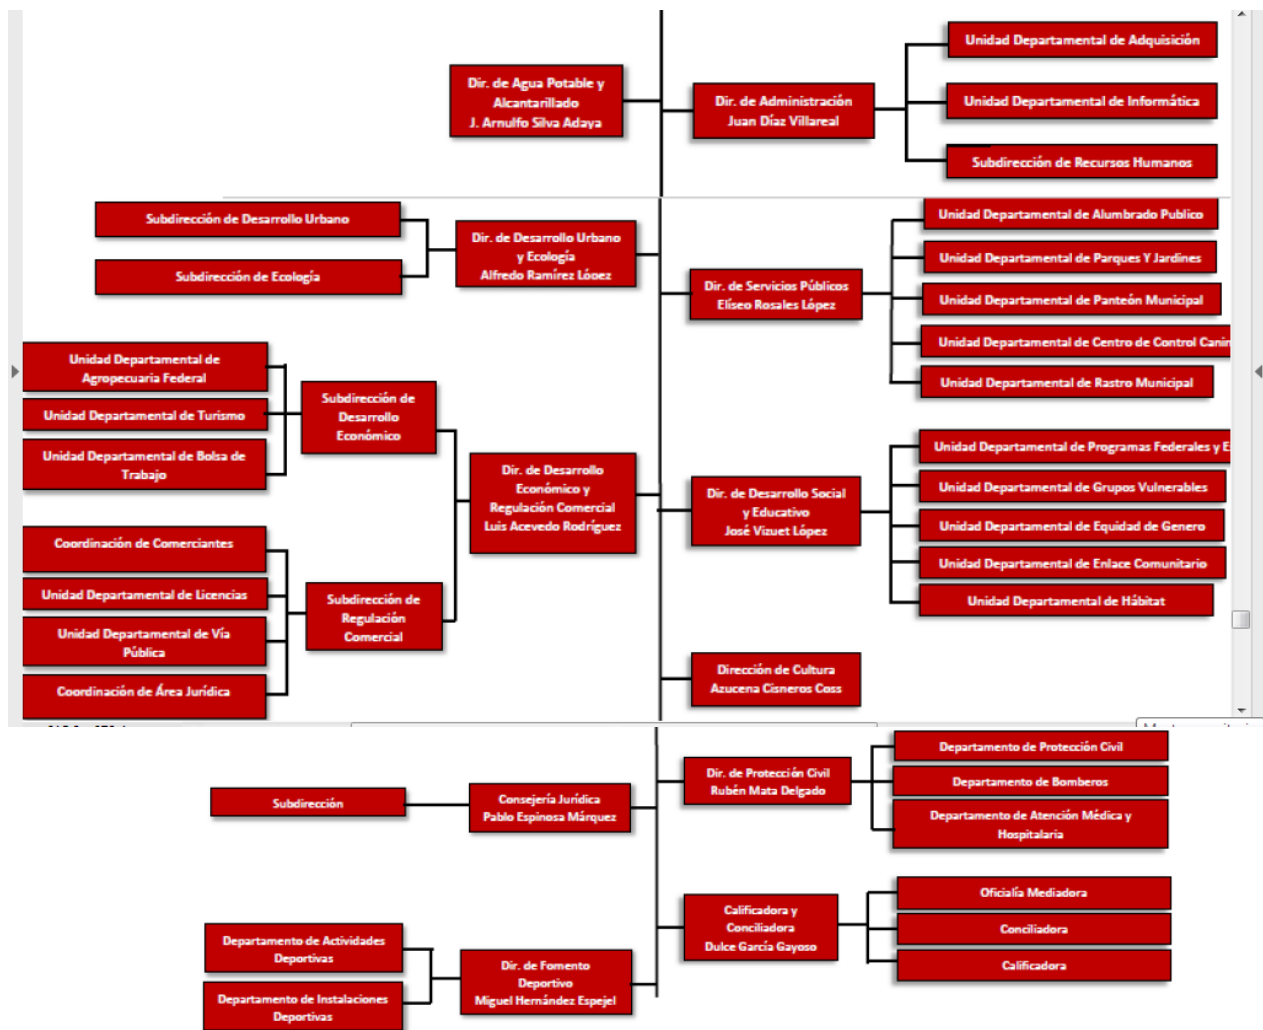 Dir. de Agua Potable y
Alcantarillado
J. Arnulfo Silva Adaya
Dir. de Administración
Juan Díaz Villareal
Unidad Departamental de Adquisición
Unidad Departamental de Informática
Subdirección de Recursos Humanos
Subdirección de Desarrollo Urbano
Subdirección de Ecología
Dir. de Desarrollo Urbano
y Ecología
Alfredo Ramírez López
Dir. de Servicios Públicos
Elíseo Rosales López
Unidad Departamental de Alumbrado Publico
Unidad Departamental de Parques Y Jardines
Unidad Departamental de Panteón Municipal
Unidad Departamental de Centro de Control Canin
Unidad Departamental de Rastro Municipal
Unidad Departamental de
Agropecuaria Federal
Unidad Departamental de Turismo
Unidad Departamental de Bolsa de
Trabajo
Subdirección de
Desarrollo
Económico
Dir. de Desarrollo
Económico y
Regulación Comercial
Luis Acevedo Rodríguez
Coordinación de Comerciantes
Unidad Departamental de Licencias
Unidad Departamental de Vía
Pública
Coordinación de Área Jurídica
Subdirección de
Regulación
Comercial
Dir. de Desarrollo Social
y Educativo
José Vizuet López
Unidad Departamental de Programas Federales y E
Unidad Departamental de Grupos Vulnerables
Unidad Departamental de Equidad de Genero
Unidad Departamental de Enlace Comunitario
Unidad Departamental de Hábitat
Dirección de Cultura
Azucena Cisneros Coss
Subdirección
Consejería Jurídica
Pablo Espinosa Márquez
Dir. de Protección Civil
Rubén Mata Delgado
Departamento de Protección Civil
Departamento de Bomberos
Departamento de Atención Médica y
Hospitalaria
Calificadora y
Conciliadora
Dulce García Gayoso
Oficialía Mediadora
Conciliadora
Calificadora
Departamento de Actividades
Deportivas
Departamento de Instalaciones
Deportivas
Dir. de Fomento
Deportivo
Miguel Hernández Espejel